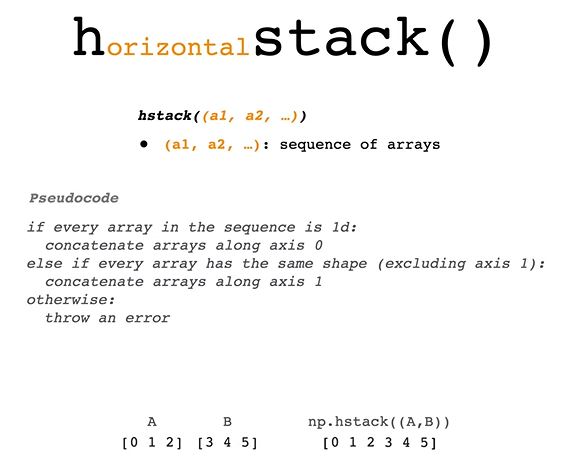 horizontalstack()
hstack((a1, a2, …))
● (a1, a2, …): sequence of arrays
Pseudocode
if every array in the sequence is 1d:
  concatenate arrays along axis 0
else if every array has the same shape (excluding axis 1):
  concatenate arrays along axis 1
otherwise:
  throw an error
A B np.hstack((A,B))
[0 1 2] [3 4 5] [0 1 2 3 4 5]